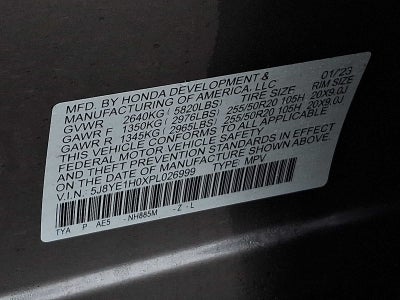 MFD. BY HONDA DEVELOPMENT &
MANUFACTURING OF AMERICA, LLC 01/23
GVWR 2640KG ( 5820LBS) TIRE SIZE RIM SIZE
GAWR F 1350KG ( 2976LBS) 255/50R20 105H 20X9.0J
GAWR R 1345KG ( 2965LBS) 255/50R20 105H 20X9.0J
THIS VEHICLE CONFORMS TO ALL APPLICABLE
FEDERAL MOTOR VEHICLE SAFETY STANDARDS IN EFFECT
ON THE DATE OF MANUFACTURE SHOWN ABOVE.
V.I.N.: 5J8YE1H0XPL026999 TYPE: MPV
TYA P AE5 - NH885M -Z-L